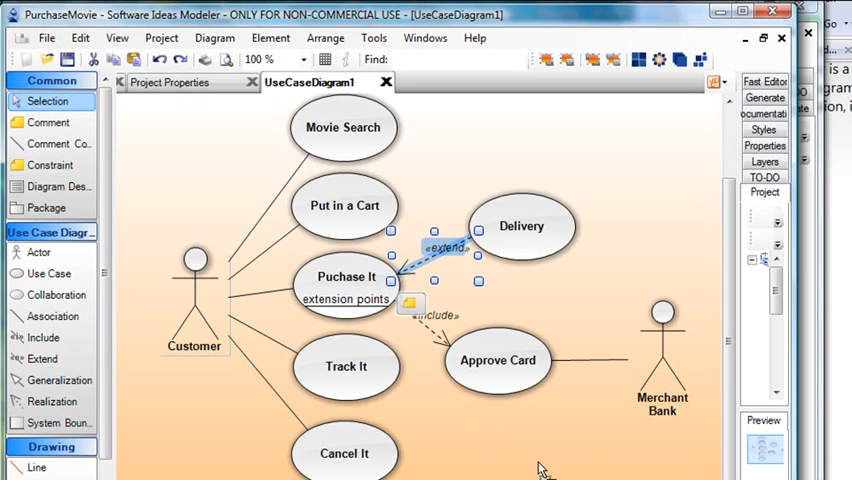 PurchaseMovie - Software Ideas Modeler - ONLY FOR NON-COMMERCIAL USE - [UseCaseDiagram1]
File Edit View Project Diagram Element Arrange Tools Windows Help
100 % Find:
Common
Project Properties
UseCaseDiagram1
Fast Editor
Selection
Generate
Comment
ocumentati
Comment Co...
Styles
Constraint
Properties
Diagram Des...
Layers
Package
TO-DO
Use Case Diagr...
Project
Actor
Use Case
Collaboration
Association
Include
Extend
Generalization
Realization
System Boun...
Drawing
Line
Preview
Movie Search
Put in a Cart
Delivery
«extend»
Puchase It
extension points
«include»
Customer
Track It
Approve Card
Merchant
Bank
Cancel It
is a